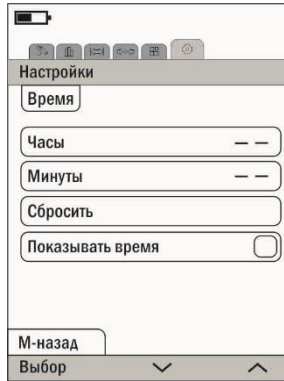 Настройки
Время
Часы – –
Минуты – –
Сбросить
Показывать время
М-назад
Выбор